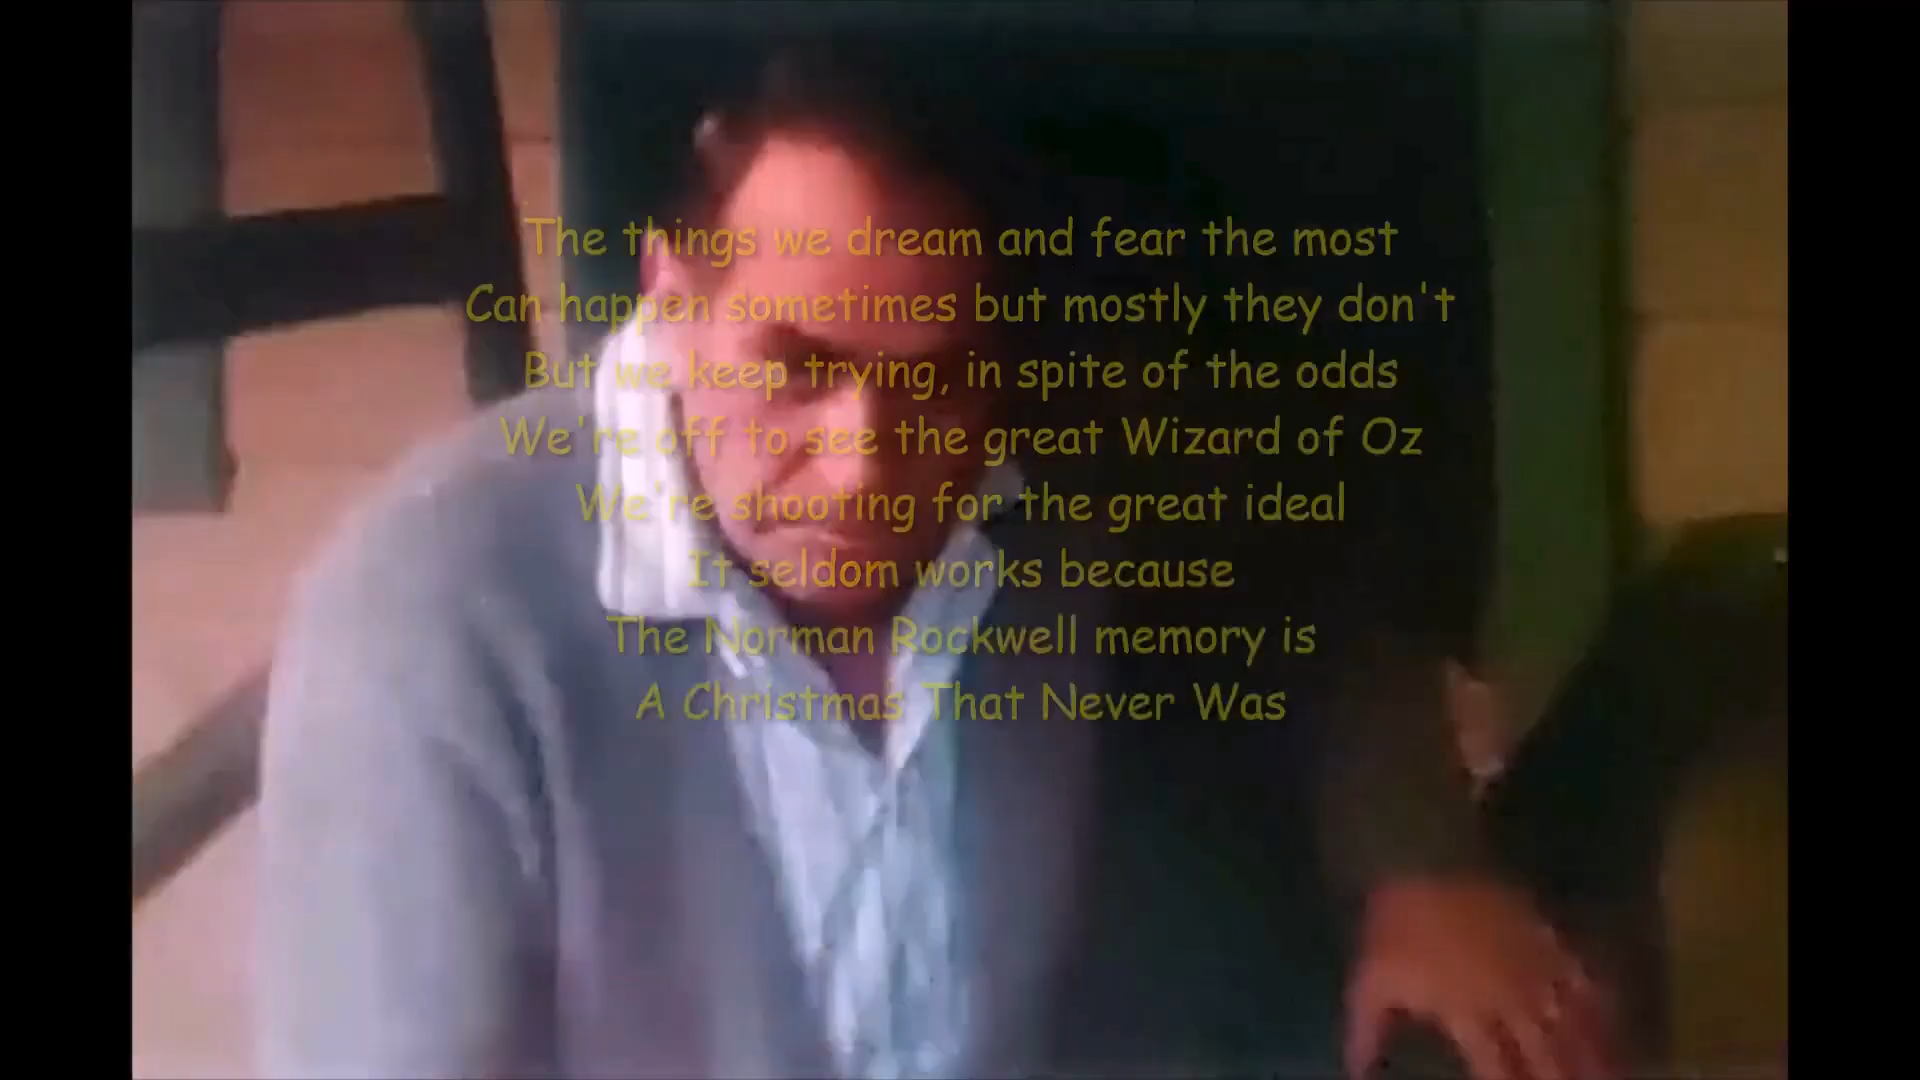 The things we dream and fear the most
Can happen sometimes but mostly they don't
But we keep trying, in spite of the odds
We're off to see the great Wizard of Oz
We're shooting for the great ideal
It seldom works because
The Norman Rockwell memory is
A Christmas That Never Was